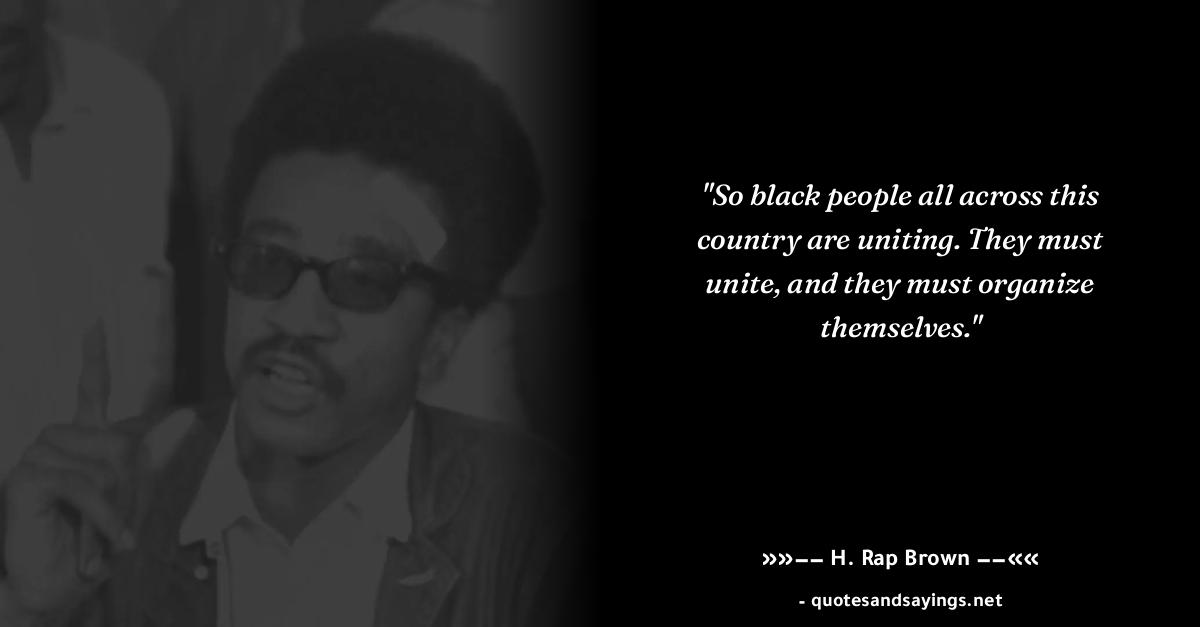 "So black people all across this
country are uniting. They must
unite, and they must organize
themselves."
»»–– H. Rap Brown ––««
- quotesandsayings.net